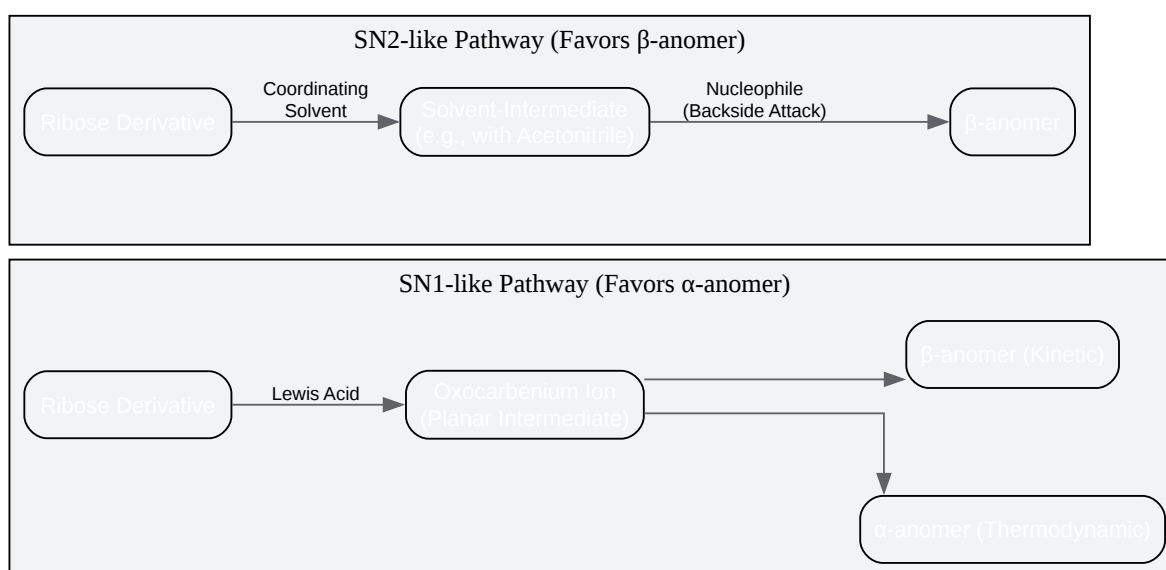 SN2-like Pathway (Favors β-anomer)
Ribose Derivative
Coordinating
Solvent
Solvent-Intermediate
(e.g., with Acetonitrile)
Nucleophile
(Backside Attack)
β-anomer
SN1-like Pathway (Favors α-anomer)
Ribose Derivative
Lewis Acid
Oxocarbenium Ion
(Planar Intermediate)
β-anomer (Kinetic)
α-anomer (Thermodynamic)